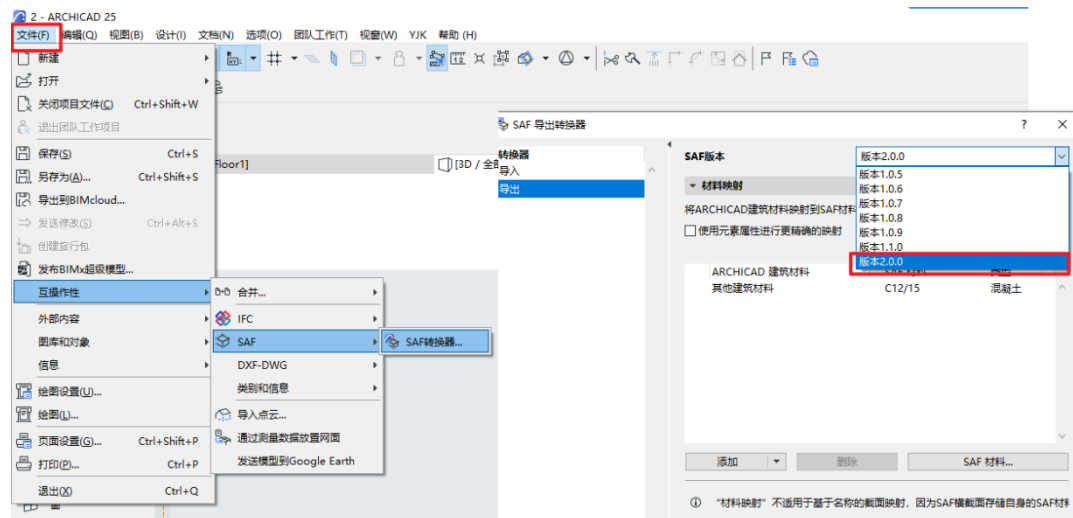 2 - ARCHICAD 25
文件(F) 编辑(Q) 视图(B) 设计(I) 文档(N) 选项(O) 团队工作(T) 视窗(W) YJK 帮助 (H)
新建
打开
关闭项目文件(C) Ctrl+Shift+W
退出团队工作项目
保存(S) Ctrl+S
另存为(A)... Ctrl+Shift+S
导出到BIMcloud...
发送修改(S) Ctrl+Alt+S
创建旅行包
发布BIMx超级模型...
互操作性
外部内容
图库和对象
信息
绘图设置(U)...
绘图(L)...
页面设置(G)... Ctrl+Shift+P
打印(P)... Ctrl+P
退出(X) Ctrl+Q
Floor1]
[3D / 全部
合并...
IFC
SAF
DXF-DWG
类别和信息
导入点云...
通过测量数据放置网面
发送模型到Google Earth
SAF转换器...
SAF 导出转换器 ? ×
转换器
导入
导出
SAF版本 版本2.0.0
版本1.0.5
版本1.0.6
版本1.0.7
版本1.0.8
版本1.0.9
版本1.1.0
版本2.0.0
材料映射
将ARCHICAD建筑材料映射到SAF材料
使用元素属性进行更精确的映射
ARCHICAD 建筑材料 SAF 材料 类型
其他建筑材料 C12/15 混凝土
添加 删除 SAF 材料...
“材料映射”不适用于基于名称的截面映射，因为SAF横截面存储自身的SAF材料